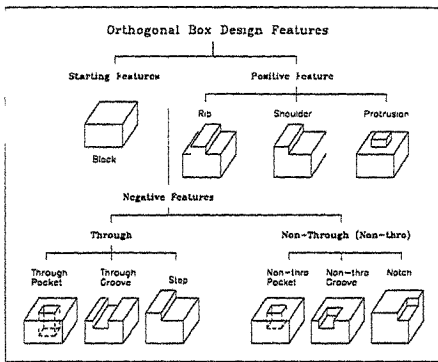 Orthogonal Box Design Features
Starting Features
Positive Feature
Block
Rib
Shoulder
Protrusion
Negative Features
Through
Non-Through (Non-thro)
Through
Pocket
Through
Groove
Step
Non-thro
Pocket
Non-thro
Groove
Notch